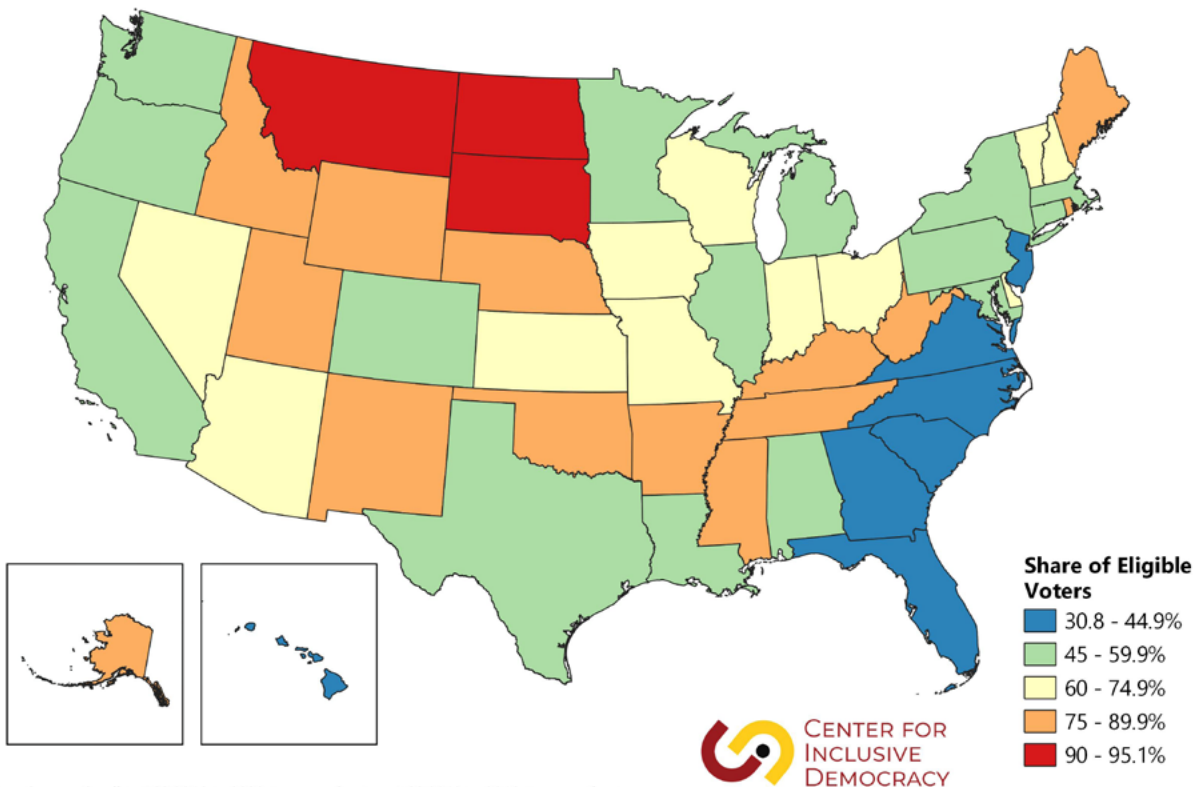 Share of Eligible
Voters
30.8 - 44.9%
45 - 59.9%
60 - 74.9%
75 - 89.9%
90 - 95.1%
CENTER FOR
INCLUSIVE
DEMOCRACY